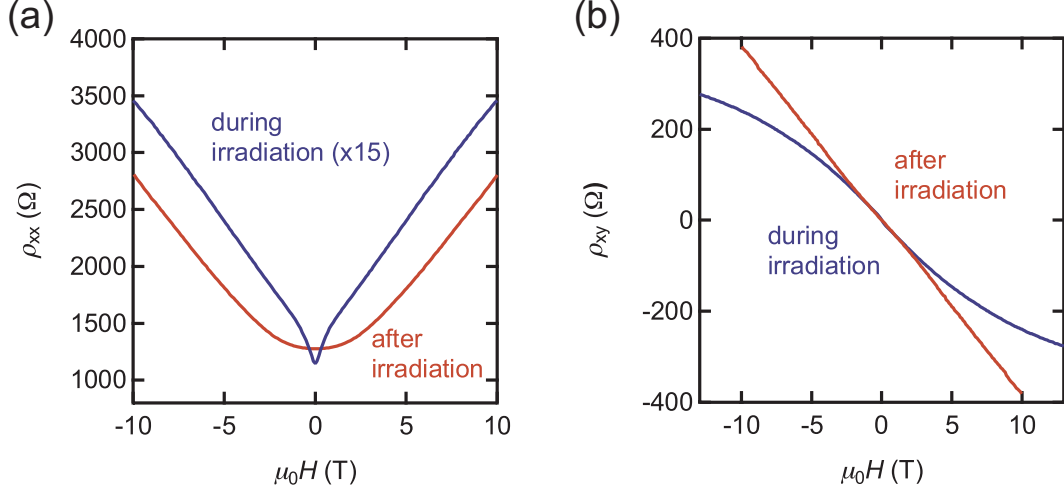 (a)
4000
3500
3000
2500
2000
1500
1000
ρxx (Ω)
during
irradiation (x15)
after
irradiation
-10
-5
0
5
10
μ0H (T)
(b)
400
200
0
-200
-400
ρxy (Ω)
after
irradiation
during
irradiation
-10
-5
0
5
10
μ0H (T)